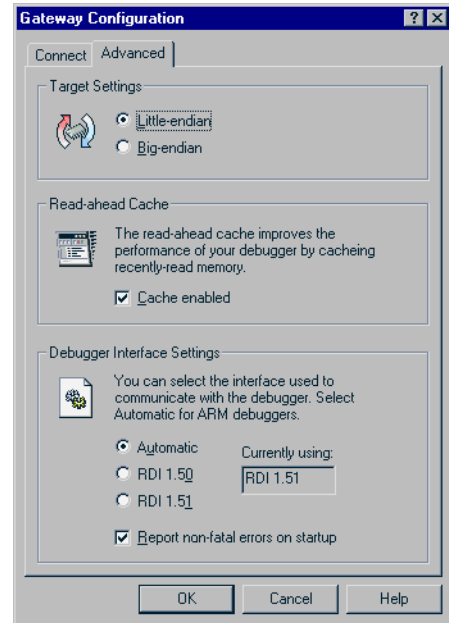 Gateway Configuration
Connect
Advanced
Target Settings
Little-endian
Big-endian
Read-ahead Cache
The read-ahead cache improves the
performance of your debugger by cacheing
recently-read memory.
Cache enabled
Debugger Interface Settings
You can select the interface used to
communicate with the debugger. Select
Automatic for ARM debuggers.
Automatic
Currently using:
RDI 1.50
RDI 1.51
RDI 1.51
Report non-fatal errors on startup
OK
Cancel
Help